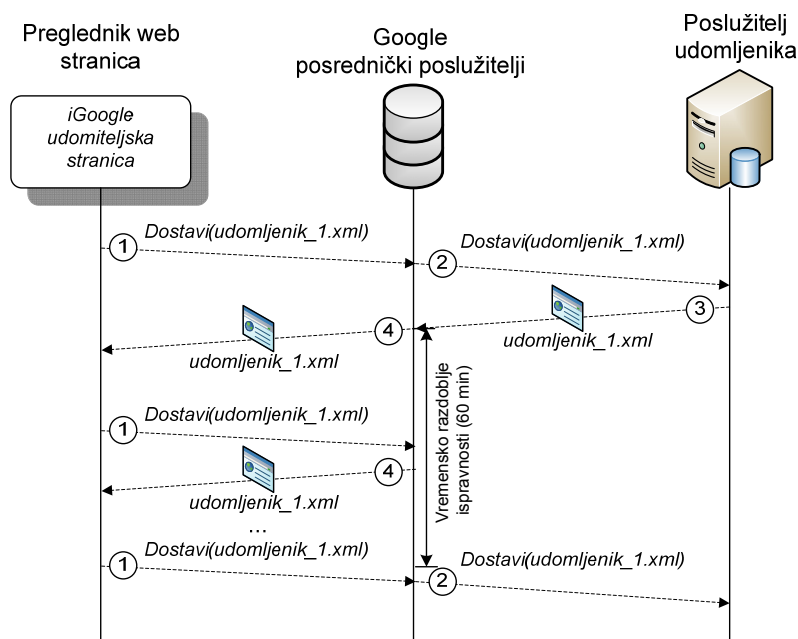 Preglednik web
stranica
Google
posrednički poslužitelji
Poslužitelj
udomljenika
iGoogle
udomiteljska
stranica
1
Dostavi(udomljenik_1.xml)
2
Dostavi(udomljenik_1.xml)
3
udomljenik_1.xml
4
udomljenik_1.xml
Vremensko razdoblje
ispravnosti (60 min)
1
Dostavi(udomljenik_1.xml)
4
udomljenik_1.xml
...
1
Dostavi(udomljenik_1.xml)
2
Dostavi(udomljenik_1.xml)